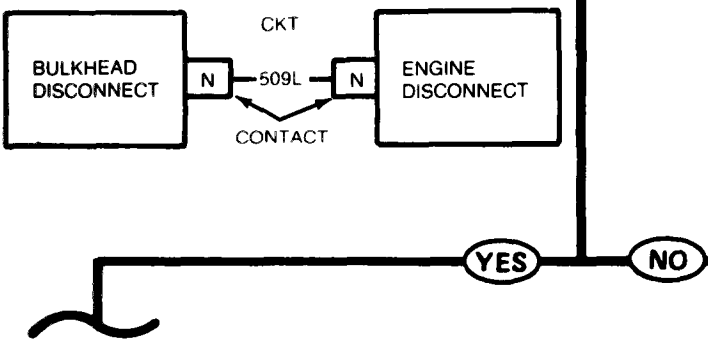 CKT
BULKHEAD
DISCONNECT
N
509L
N
ENGINE
DISCONNECT
CONTACT
YES
NO